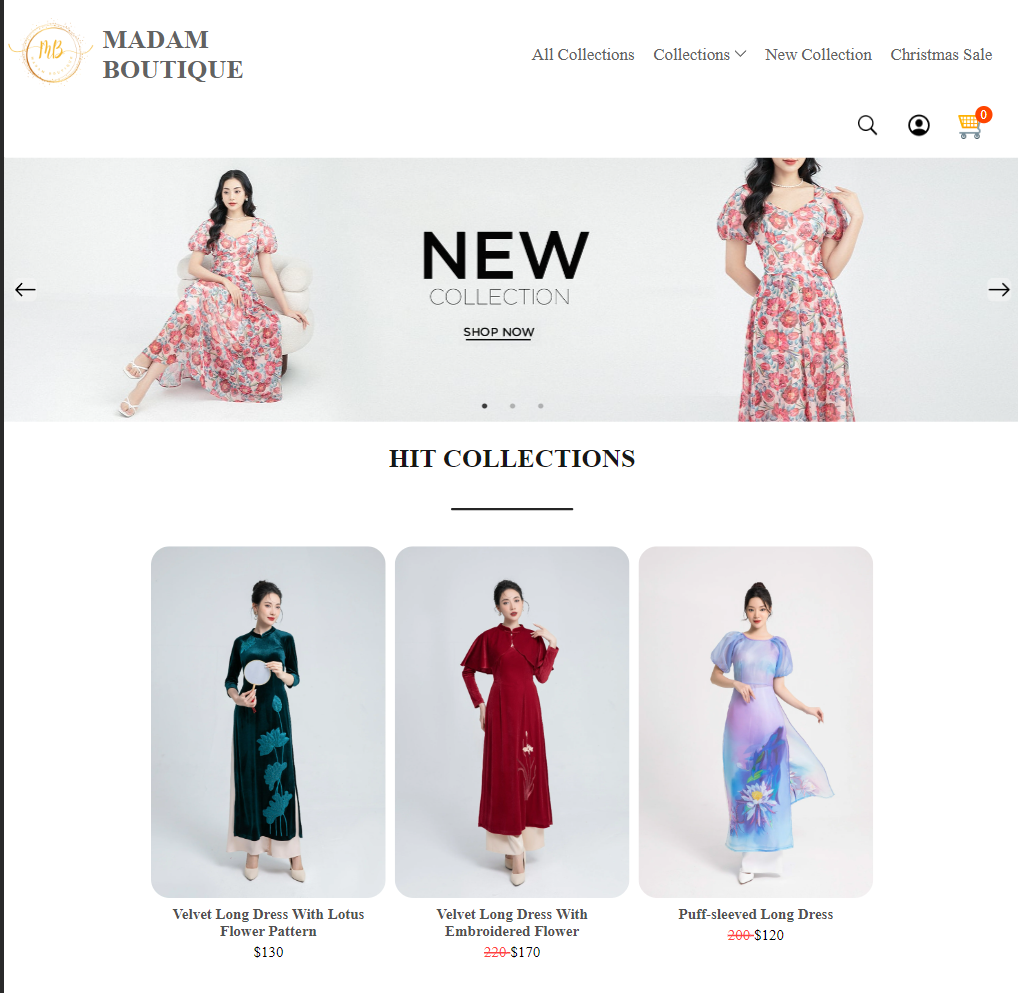 MB
MADAM
BOUTIQUE
All Collections
Collections
New Collection
Christmas Sale
0
NEW
COLLECTION
SHOP NOW
HIT COLLECTIONS
Velvet Long Dress With Lotus
Flower Pattern
$130
Velvet Long Dress With
Embroidered Flower
220 $170
Puff-sleeved Long Dress
200 $120